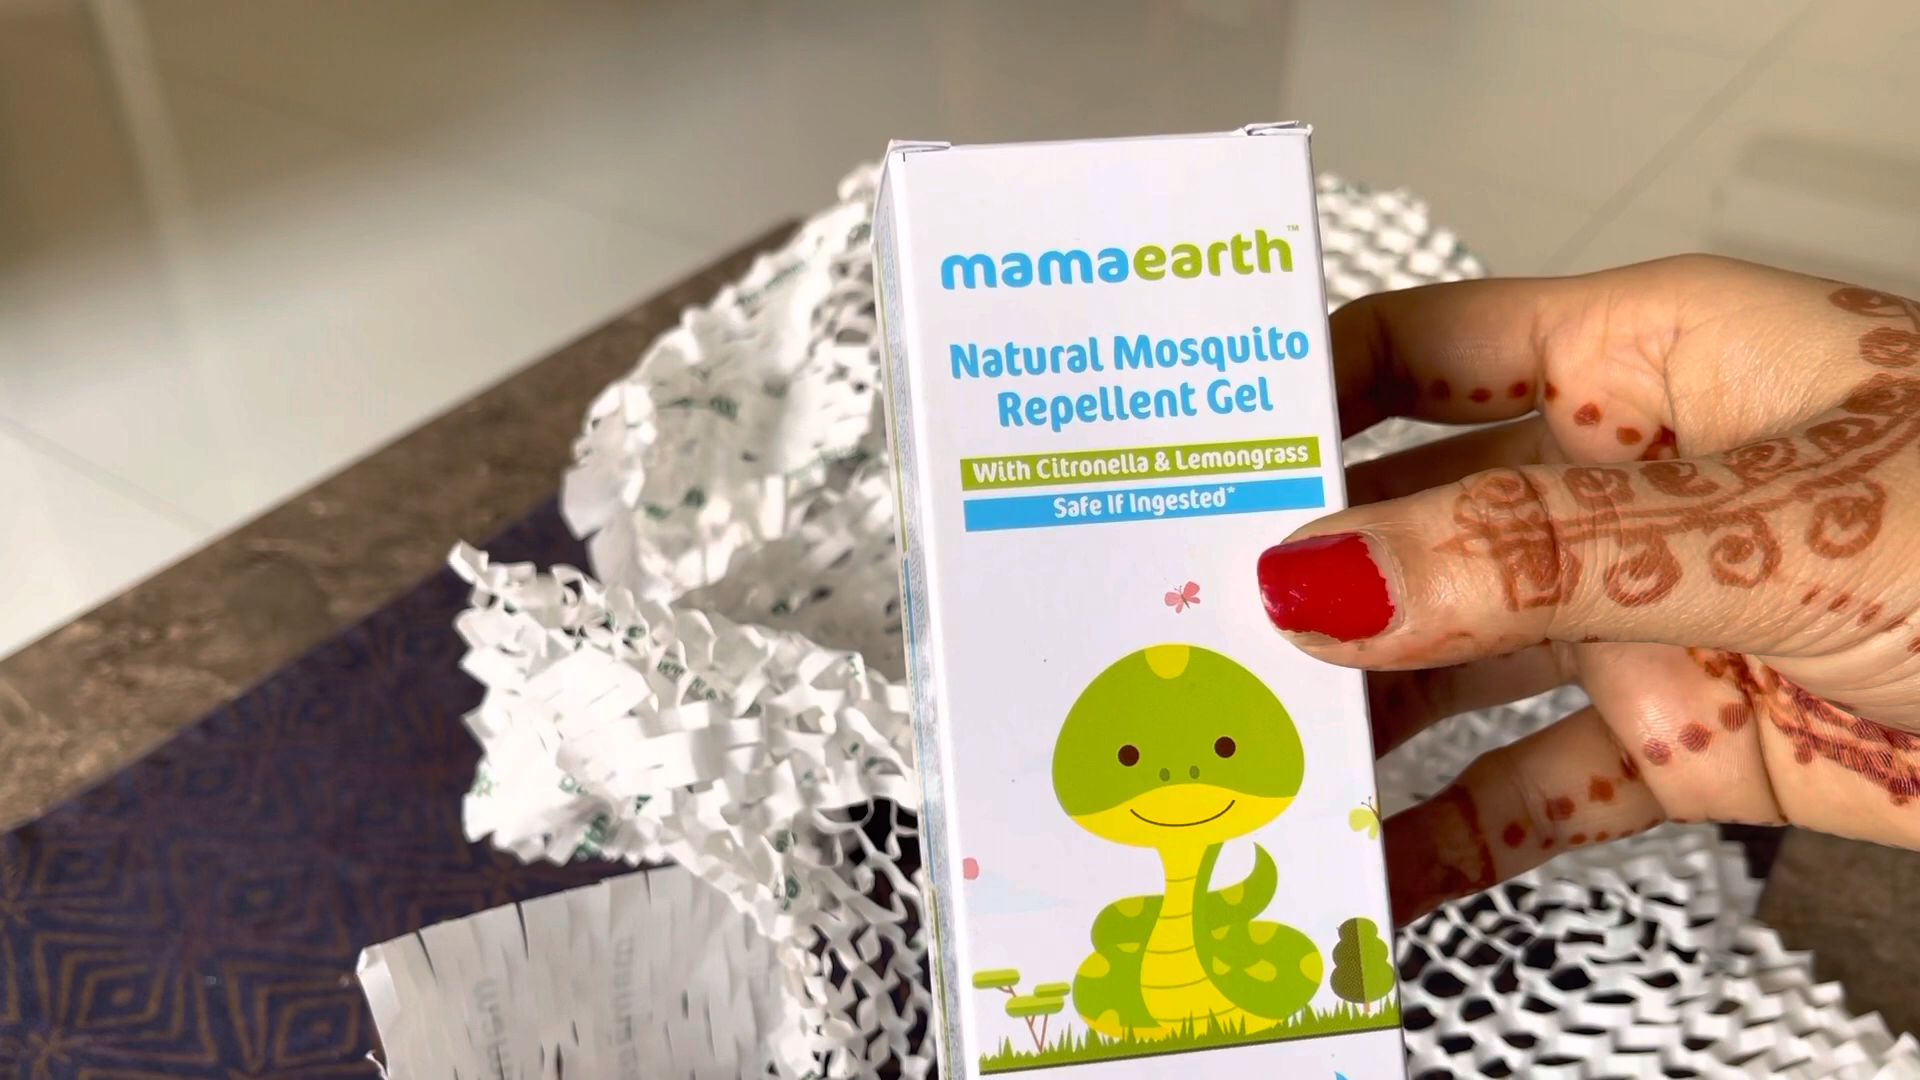 mamaearth™
Natural Mosquito
Repellent Gel
With Citronella & Lemongrass
Safe If Ingested*